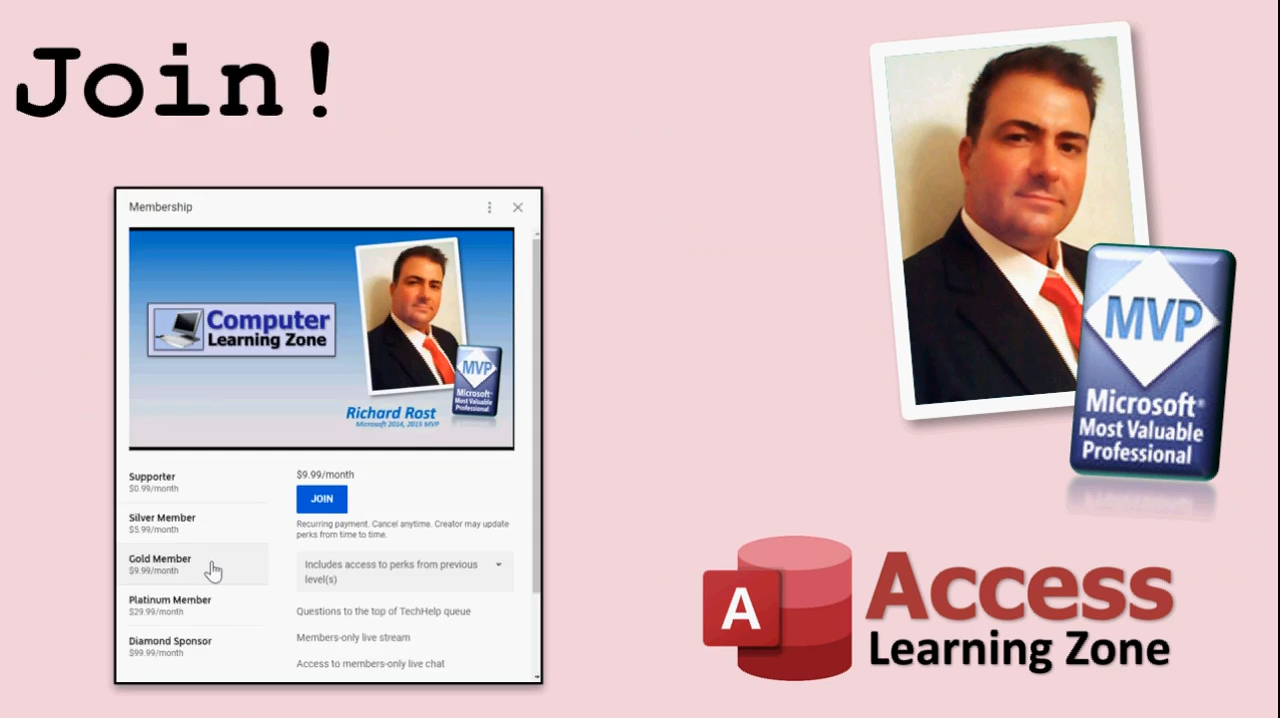 Join!
Membership
Computer
Learning Zone
MVP
Microsoft
Most Valuable
Professional
Richard Rost
Microsoft 2014, 2015 MVP
Supporter
$0.99/month
Silver Member
$5.99/month
Gold Member
$9.99/month
Platinum Member
$29.99/month
Diamond Sponsor
$99.99/month
$9.99/month
JOIN
Recurring payment. Cancel anytime. Creator may update
perks from time to time.
Includes access to perks from previous
level(s)
Questions to the top of TechHelp queue
Members-only live stream
Access to members-only live chat
MVP
Microsoft®
Most Valuable
Professional
A
Access
Learning Zone